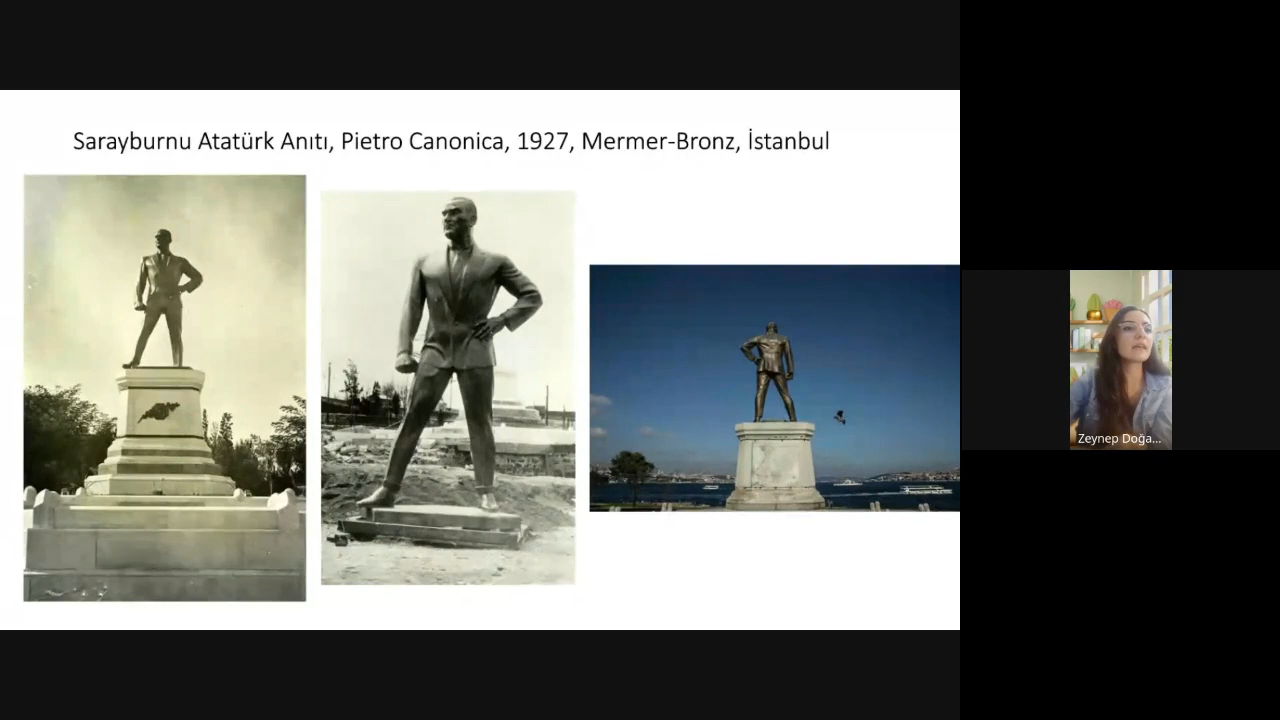 Sarayburnu Atatürk Anıtı, Pietro Canonica, 1927, Mermer-Bronz, İstanbul
Zeynep Doğa...